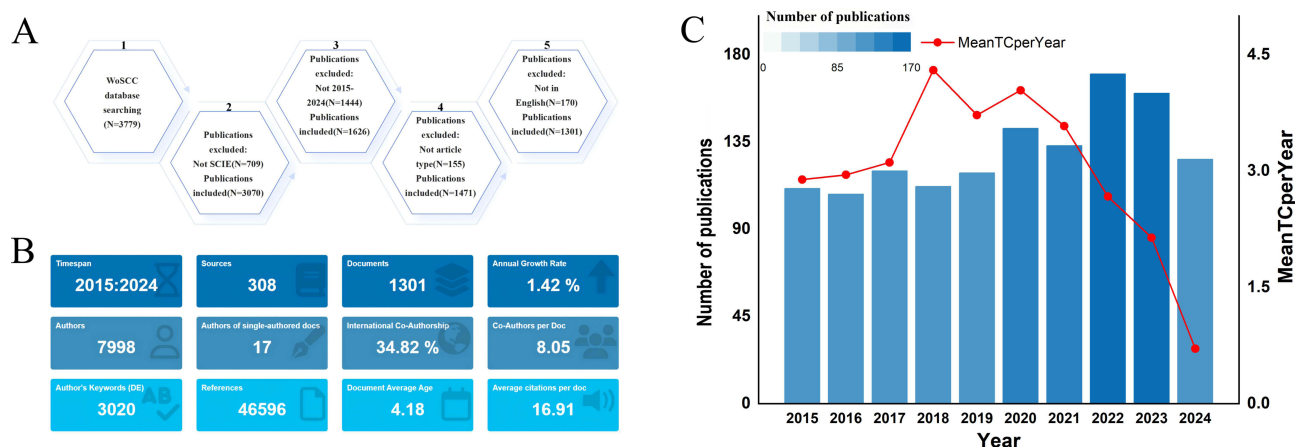 A
1
WoSCC
database
searching
(N=3779)
2
Publications
excluded:
Not SCIE(N=709)
Publications
included(N=3070)
3
Publications
excluded:
Not 2015-
2024(N=1444)
Publications
included(N=1626)
4
Publications
excluded:
Not article
type(N=155)
Publications
included(N=1471)
5
Publications
excluded:
Not in
English(N=170)
Publications
included(N=1301)
B
Timespan
2015:2024
Sources
308
Documents
1301
Annual Growth Rate
1.42 %
Authors
7998
Authors of single-authored docs
17
International Co-Authorship
34.82 %
Co-Authors per Doc
8.05
Author's Keywords (DE)
3020
AB
References
46596
Document Average Age
4.18
Average citations per doc
16.91
C
Number of publications
0 85 170
MeanTCperYear
180
135
90
45
0
Number of publications
4.5
3.0
1.5
0.0
MeanTCperYear
2015 2016 2017 2018 2019 2020 2021 2022 2023 2024
Year